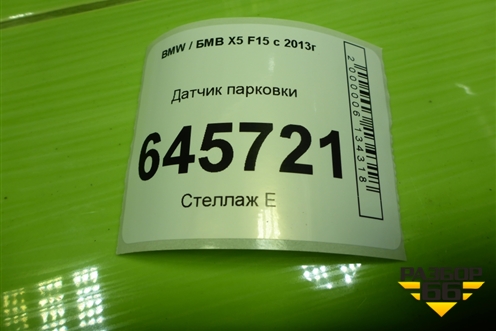 BMW / БМВ X5 F15 с 2013г
Датчик парковки
645721
Стеллаж Е
2000006134318
РАЗБОР
66